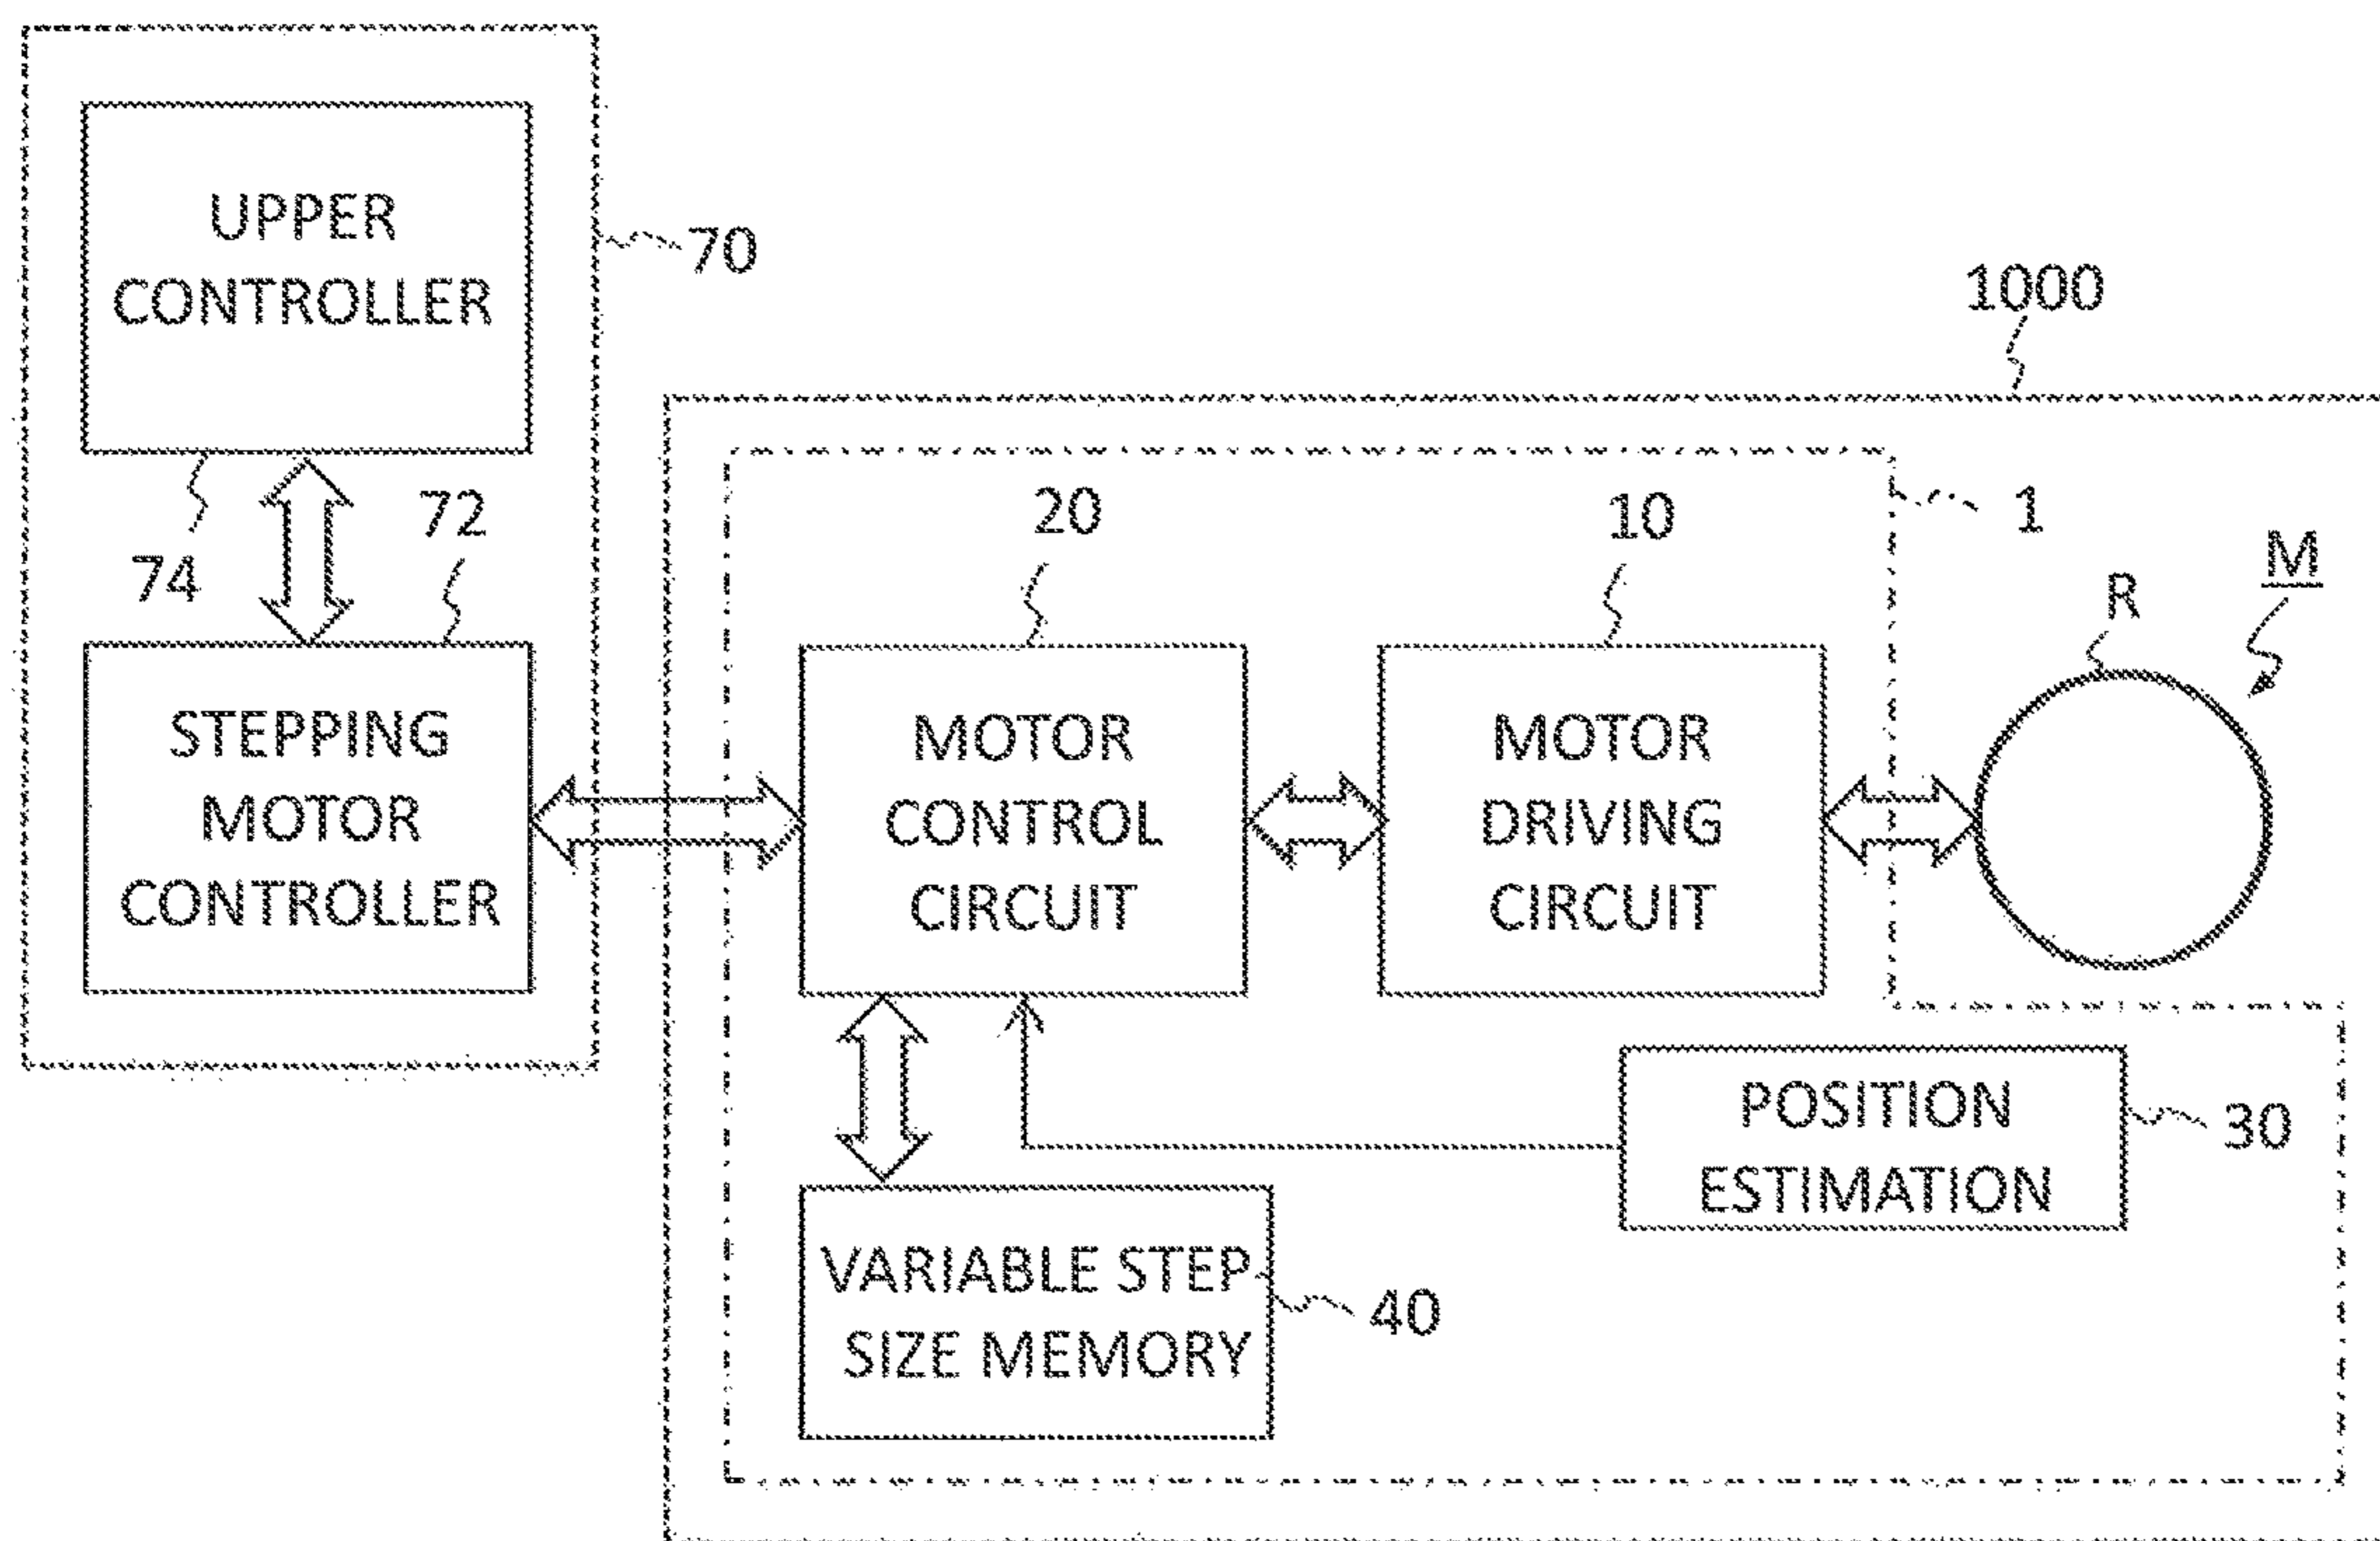 UPPER
CONTROLLER
70
1000
74
72
20
10
1
M
R
STEPPING
MOTOR
CONTROLLER
MOTOR
CONTROL
CIRCUIT
MOTOR
DRIVING
CIRCUIT
POSITION
ESTIMATION
30
VARIABLE STEP
SIZE MEMORY
40